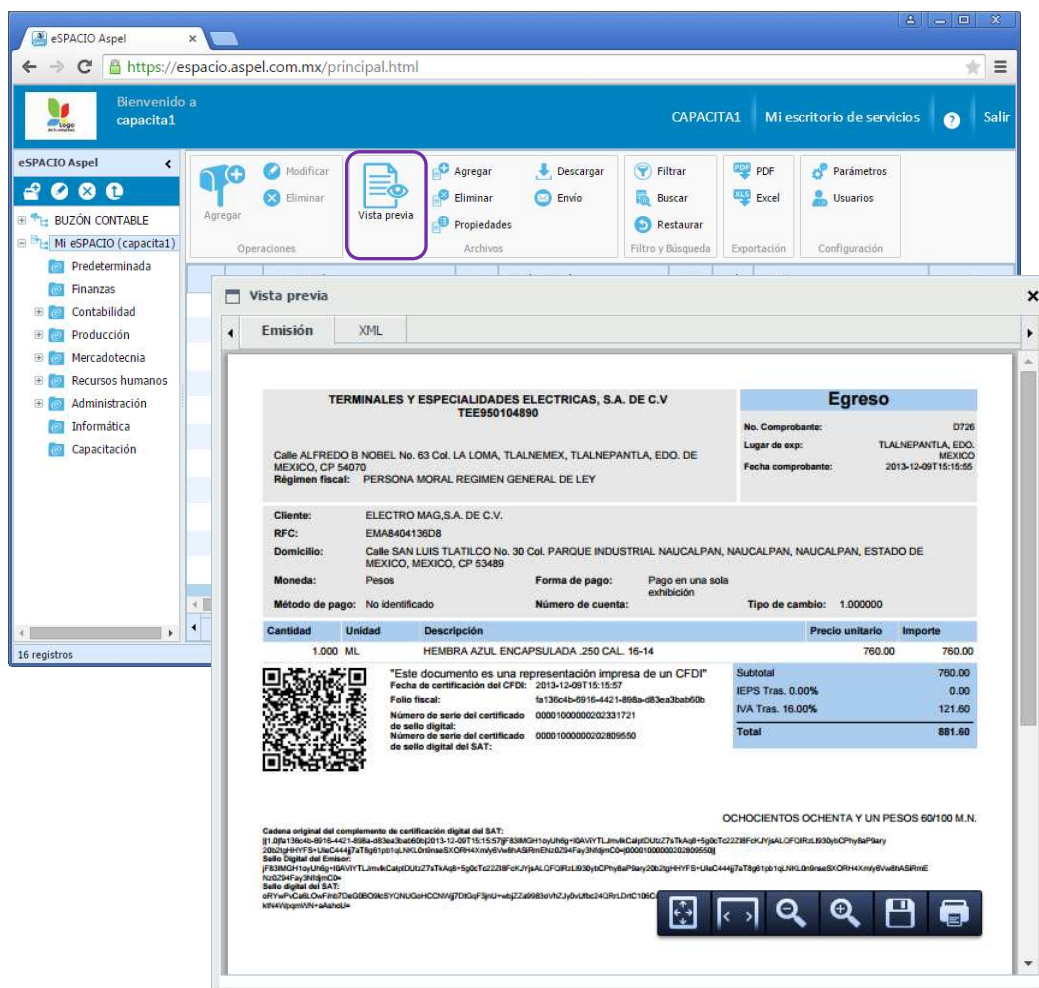 eSPACIO Aspel
https://espacio.aspel.com.mx/principal.html
Logo
Bienvenido a
capacita1
CAPACITA1 Mi escritorio de servicios ? Salir
eSPACIO Aspel
BUZÓN CONTABLE
Mi eSPACIO (capacita1)
Predeterminada
Finanzas
Contabilidad
Producción
Mercadotecnia
Recursos humanos
Administración
Informática
Capacitación
16 registros
Agregar
Modificar
Eliminar
Operaciones
Vista previa
Agregar
Eliminar
Propiedades
Descargar
Envío
Archivos
Filtrar
Buscar
Restaurar
Filtro y Búsqueda
PDF
Excel
Exportación
Parámetros
Usuarios
Configuración
Vista previa
Emisión XML
TERMINALES Y ESPECIALIDADES ELECTRICAS, S.A. DE C.V
TEE950104890
Calle ALFREDO B NOBEL No. 63 Col. LA LOMA, TLALNEMEX, TLALNEPANTLA, EDO. DE
MEXICO, CP 54070
Régimen fiscal: PERSONA MORAL REGIMEN GENERAL DE LEY
Egreso
No. Comprobante: D726
Lugar de exp: TLALNEPANTLA, EDO.
MEXICO
Fecha comprobante: 2013-12-09T15:15:55
Cliente: ELECTRO MAG,S.A. DE C.V.
RFC: EMA8404136D8
Domicilio: Calle SAN LUIS TLATILCO No. 30 Col. PARQUE INDUSTRIAL NAUCALPAN, NAUCALPAN, NAUCALPAN, ESTADO DE
MEXICO, MEXICO, CP 53489
Moneda: Pesos Forma de pago: Pago en una sola
exhibición
Método de pago: No identificado Número de cuenta: Tipo de cambio: 1.000000
Cantidad Unidad Descripción Precio unitario Importe
1.000 ML HEMBRA AZUL ENCAPSULADA .250 CAL. 16-14 760.00 760.00
"Este documento es una representación impresa de un CFDI"
Fecha de certificación del CFDI: 2013-12-09T15:15:57
Folio fiscal: fa136c4b-6916-4421-898a-d83ea3bab60b
Número de serie del certificado 00001000000202331721
de sello digital:
Número de serie del certificado 00001000000202809550
de sello digital del SAT:
Subtotal 760.00
IEPS Tras. 0.00% 0.00
IVA Tras. 16.00% 121.60
Total 881.60
OCHOCIENTOS OCHENTA Y UN PESOS 60/100 M.N.
Cadena original del complemento de certificación digital del SAT:
Sello Digital del Emisor:
Sello digital del SAT: